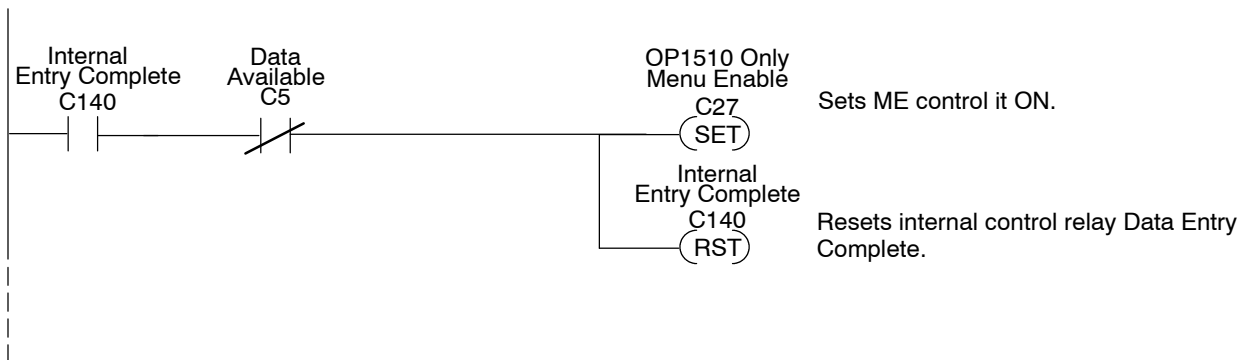 Internal
Entry Complete
C140
Data
Available
C5
OP1510 Only
Menu Enable
C27
SET
Sets ME control it ON.
Internal
Entry Complete
C140
RST
Resets internal control relay Data Entry
Complete.